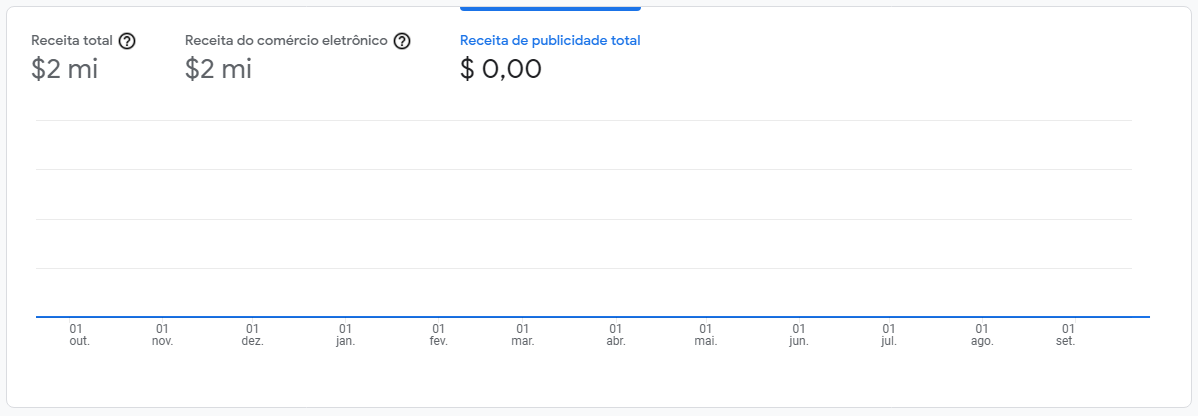 Receita total
$2 mi
Receita do comércio eletrônico
$2 mi
Receita de publicidade total
$ 0,00
01
out.
01
nov.
01
dez.
01
jan.
01
fev.
01
mar.
01
abr.
01
mai.
01
jun.
01
jul.
01
ago.
01
set.